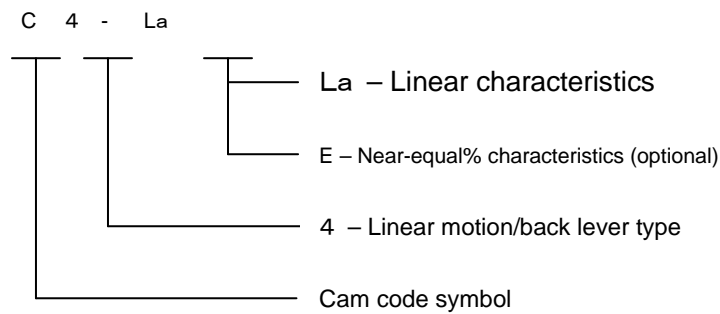 C 4 - La
La – Linear characteristics
E – Near-equal% characteristics (optional)
4 – Linear motion/back lever type
Cam code symbol